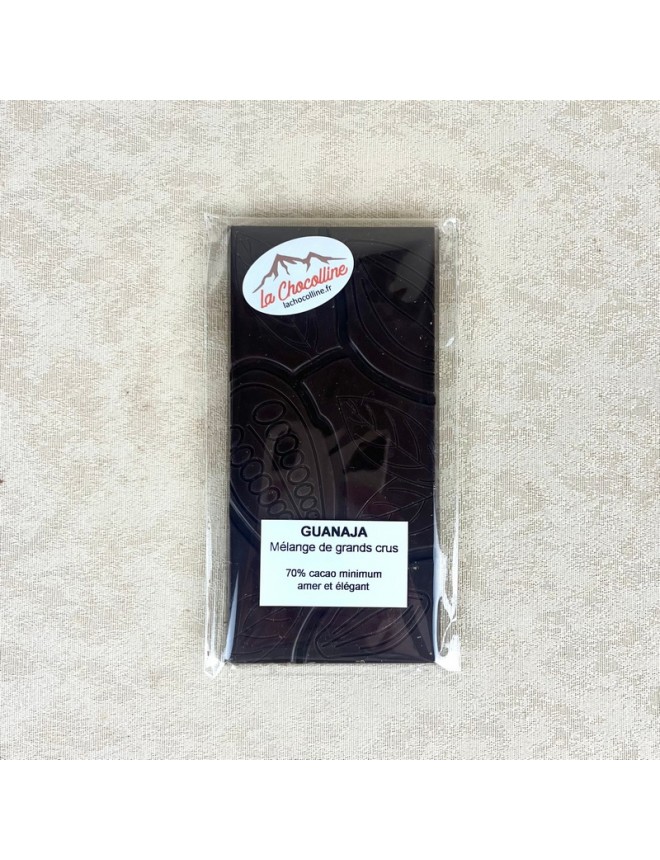 La Chocolline
lachocolline.fr
GUANAJA
Mélange de grands crus
70% cacao minimum
amer et élégant